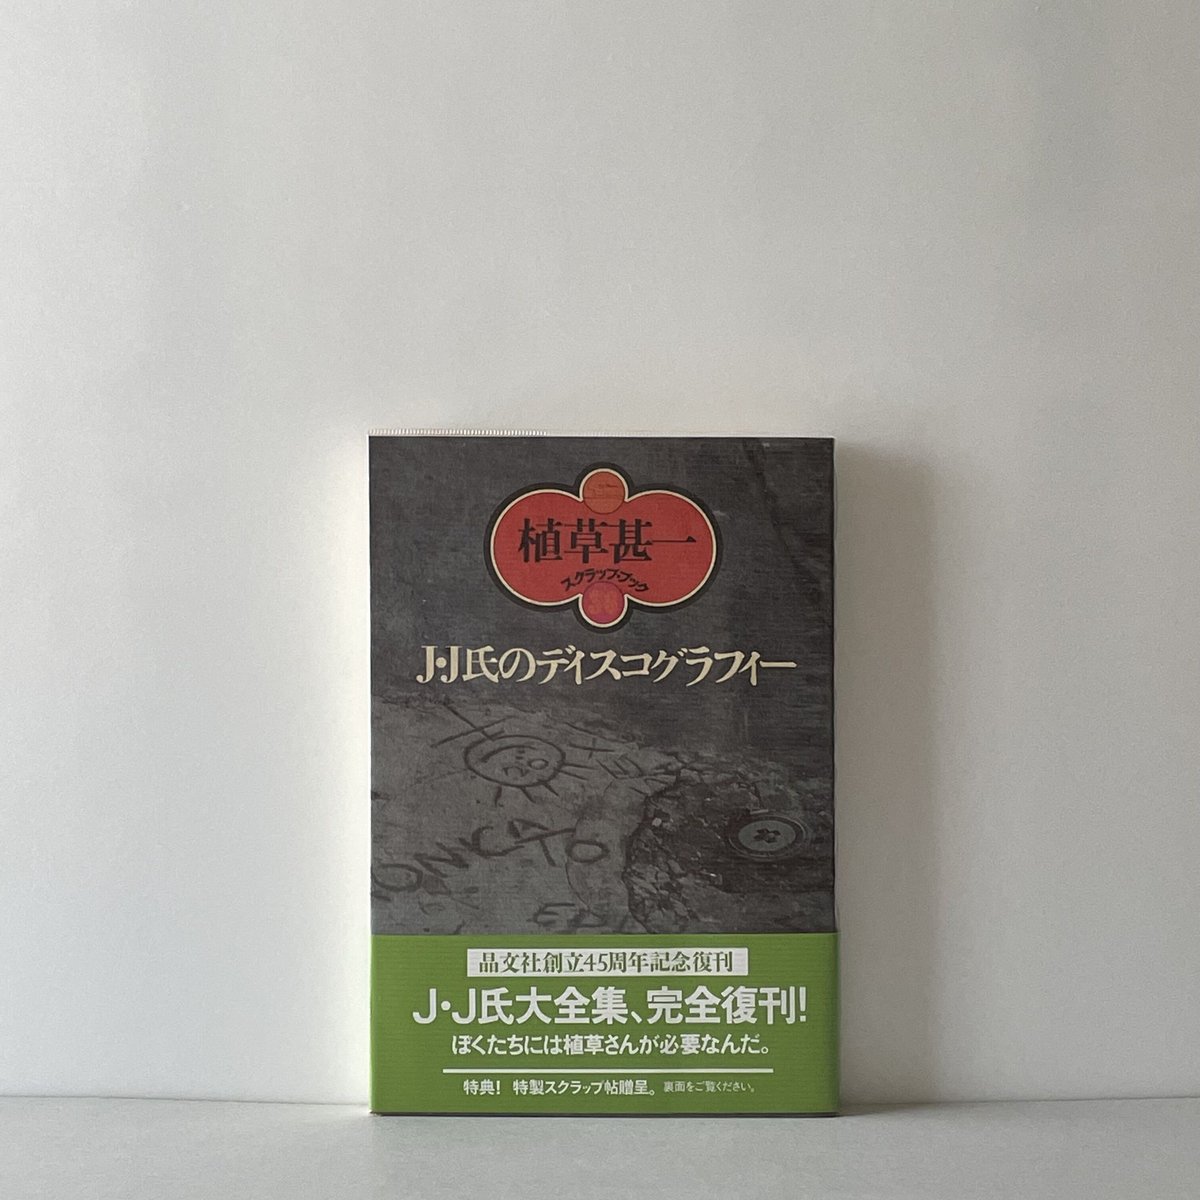 植草甚一
スクラップ・ブック
J・J氏のディスコグラフィー
晶文社創立45周年記念復刊
J・J氏大全集、完全復刊!
ぼくたちには植草さんが必要なんだ。
特典! 特製スクラップ帖贈呈。裏面をご覧ください。